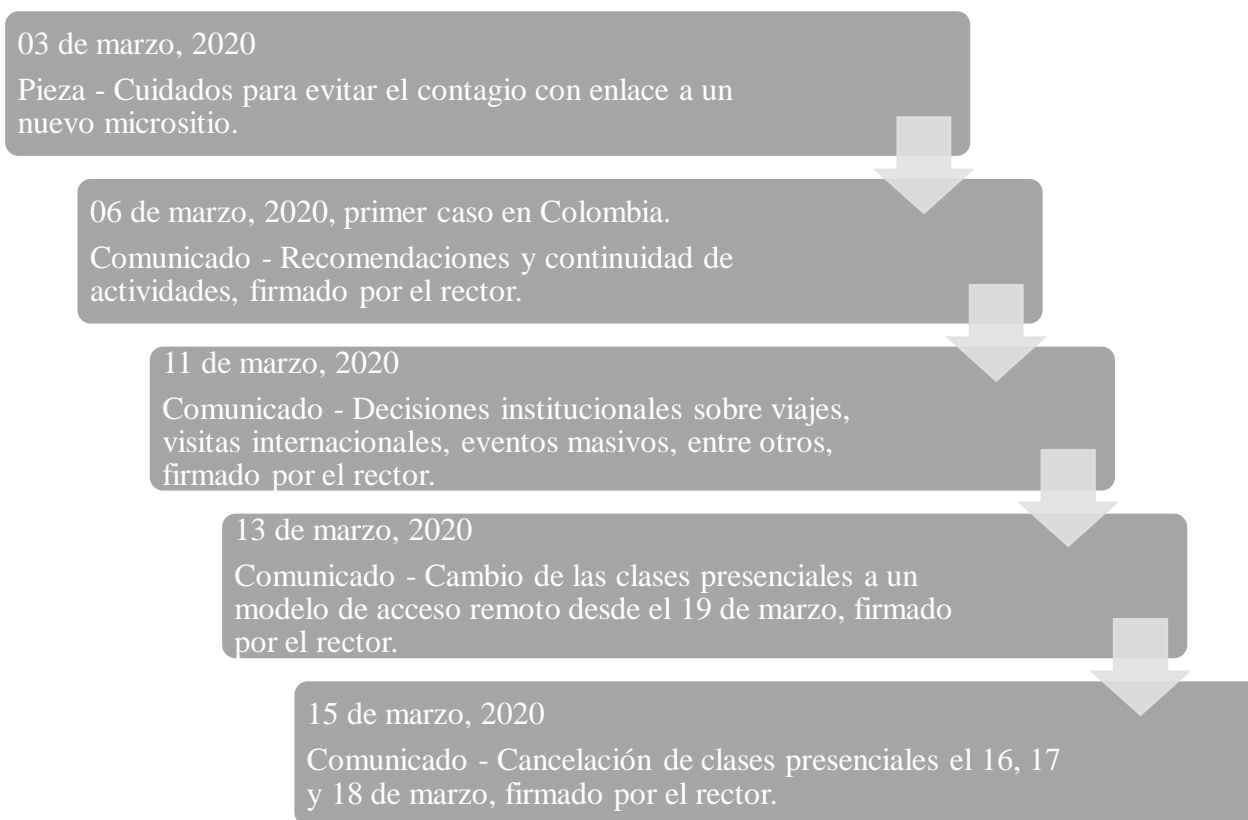 03 de marzo, 2020
Pieza - Cuidados para evitar el contagio con enlace a un
nuevo micrositio.
06 de marzo, 2020, primer caso en Colombia.
Comunicado - Recomendaciones y continuidad de
actividades, firmado por el rector.
11 de marzo, 2020
Comunicado - Decisiones institucionales sobre viajes,
visitas internacionales, eventos masivos, entre otros,
firmado por el rector.
13 de marzo, 2020
Comunicado - Cambio de las clases presenciales a un
modelo de acceso remoto desde el 19 de marzo, firmado
por el rector.
15 de marzo, 2020
Comunicado - Cancelación de clases presenciales el 16, 17
y 18 de marzo, firmado por el rector.